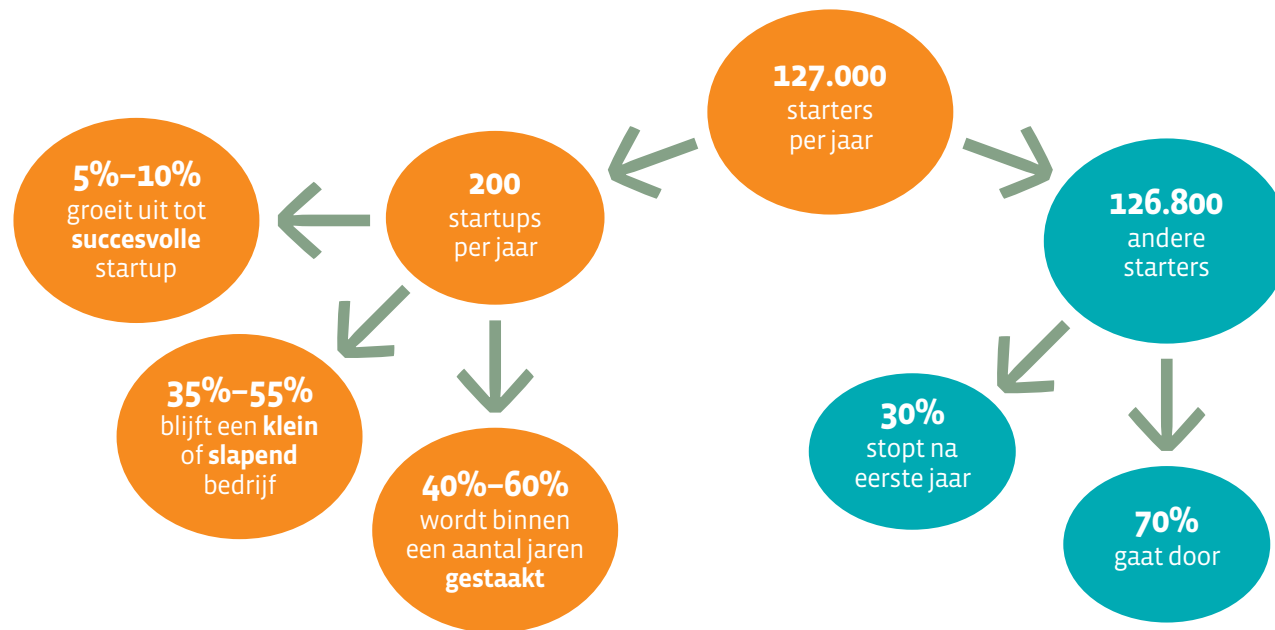 127.000
starters
per jaar
200
startups
per jaar
5%–10%
groeit uit tot
succesvolle
startup
35%–55%
blijft een klein
of slapend
bedrijf
40%–60%
wordt binnen
een aantal jaren
gestaakt
126.800
andere
starters
30%
stopt na
eerste jaar
70%
gaat door